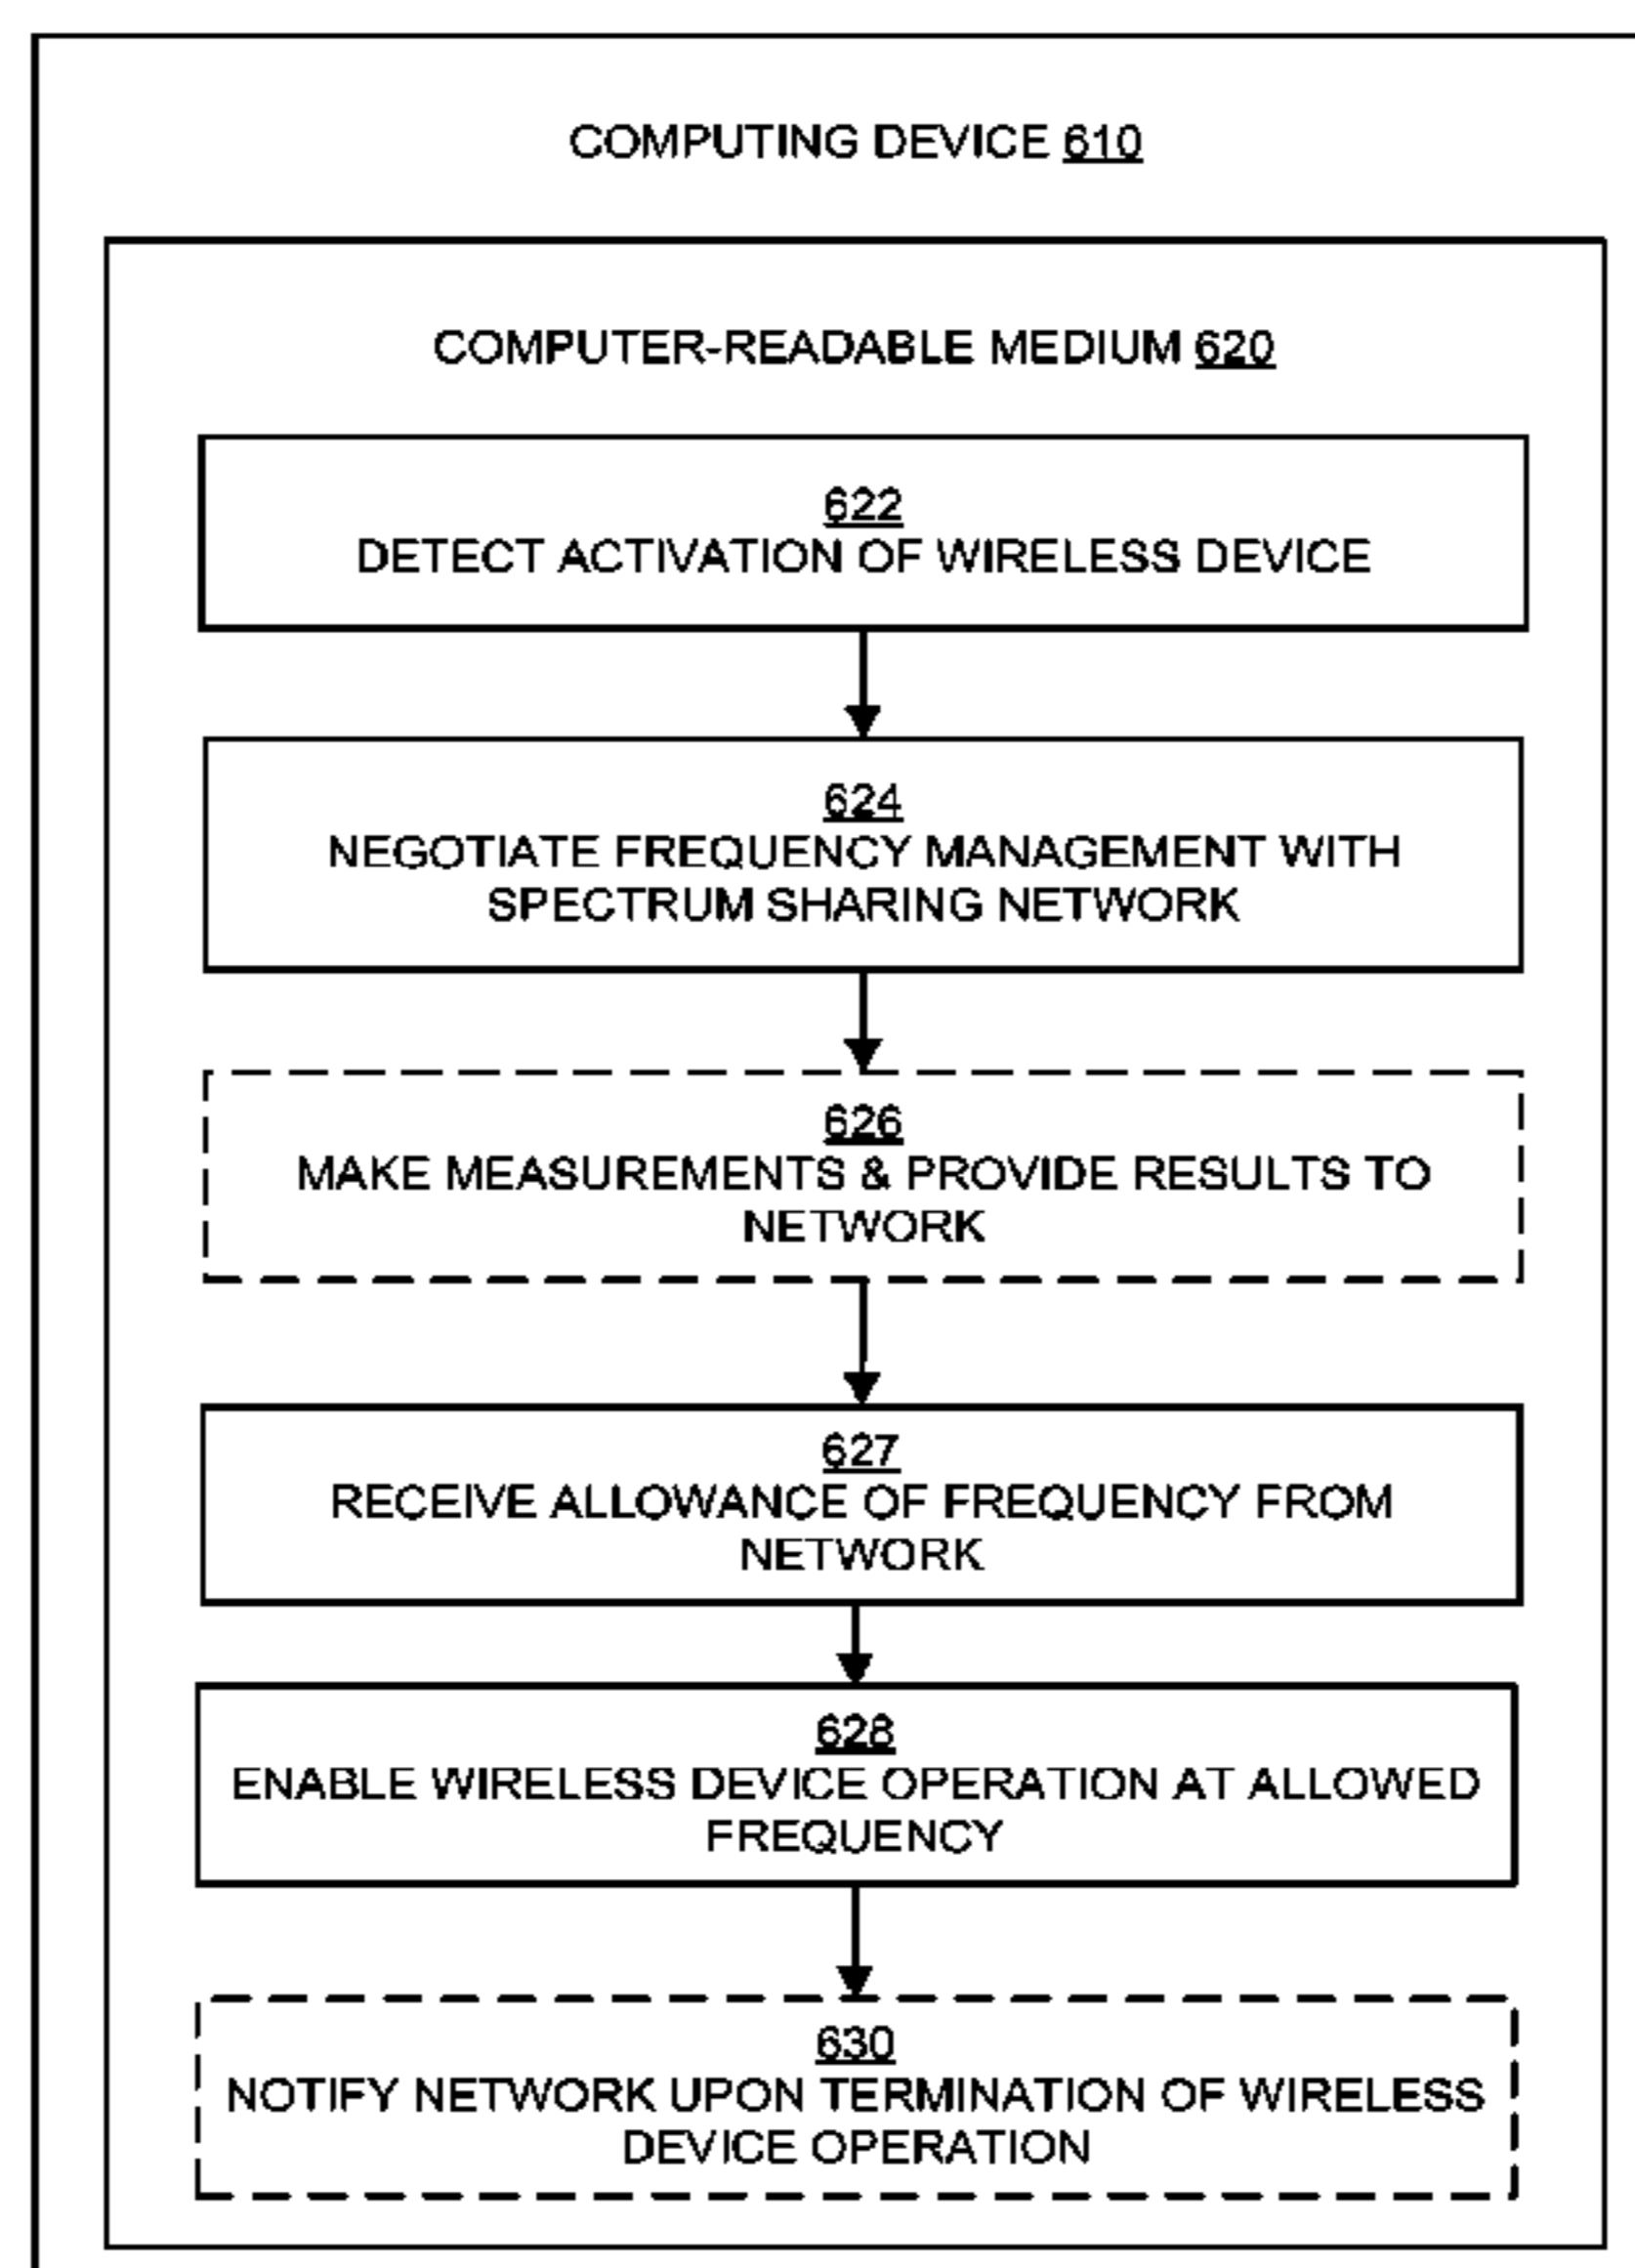 COMPUTING DEVICE 610
COMPUTER-READABLE MEDIUM 620
622
DETECT ACTIVATION OF WIRELESS DEVICE
624
NEGOTIATE FREQUENCY MANAGEMENT WITH
SPECTRUM SHARING NETWORK
626
MAKE MEASUREMENTS & PROVIDE RESULTS TO
NETWORK
627
RECEIVE ALLOWANCE OF FREQUENCY FROM
NETWORK
628
ENABLE WIRELESS DEVICE OPERATION AT ALLOWED
FREQUENCY
630
NOTIFY NETWORK UPON TERMINATION OF WIRELESS
DEVICE OPERATION